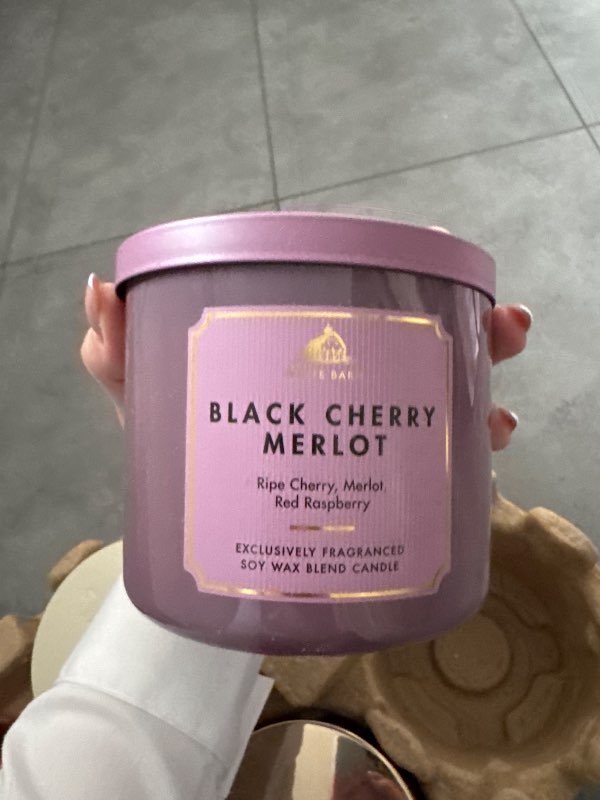 BLACK CHERRY
MERLOT
Ripe Cherry, Merlot,
Red Raspberry
EXCLUSIVELY FRAGRANCED
SOY WAX BLEND CANDLE